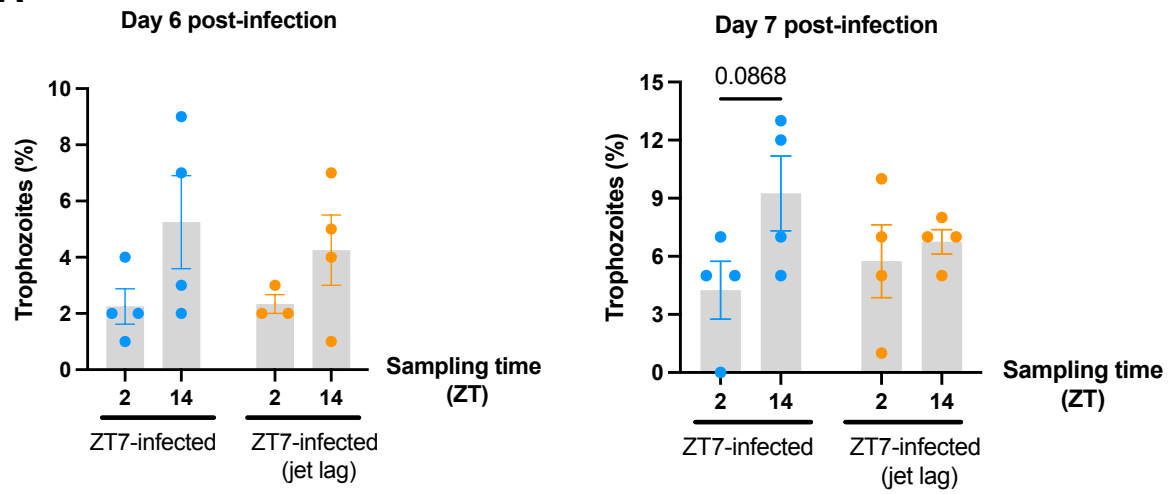 Day 6 post-infection
Trophozoites (%)
10
8
6
4
2
0
2 14 2 14
Sampling time
(ZT)
ZT7-infected
ZT7-infected
(jet lag)
Day 7 post-infection
0.0868
Trophozoites (%)
15
12
9
6
3
0
2 14 2 14
Sampling time
(ZT)
ZT7-infected
ZT7-infected
(jet lag)